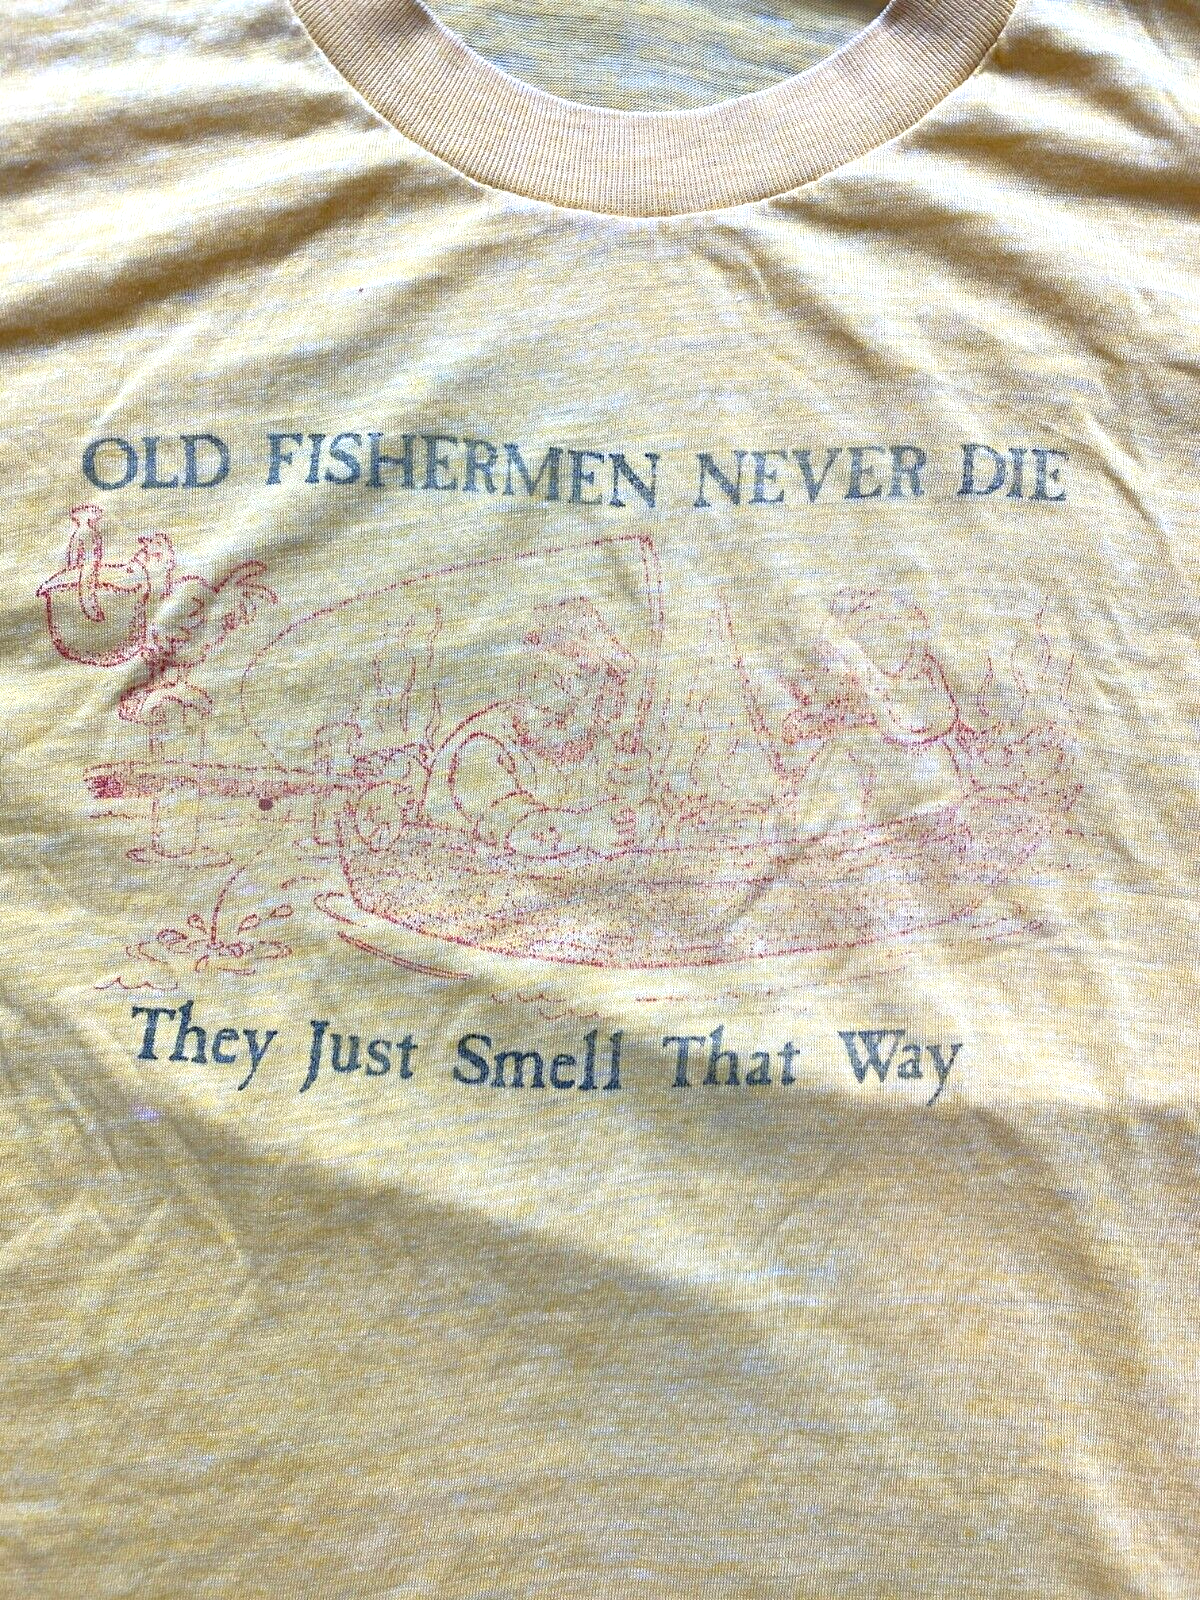 OLD FISHERMEN NEVER DIE
They Just Smell That Way